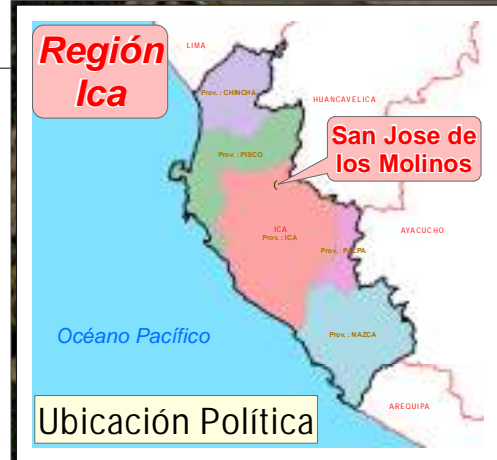 Región
Ica
LIMA
Prov. : CHINCHA
HUANCAVELICA
San Jose de
los Molinos
Prov. : PISCO
ICA
Prov. : ICA
AYACUCHO
Prov. : PALPA
Océano Pacífico
Prov. : NAZCA
AREQUIPA
Ubicación Política